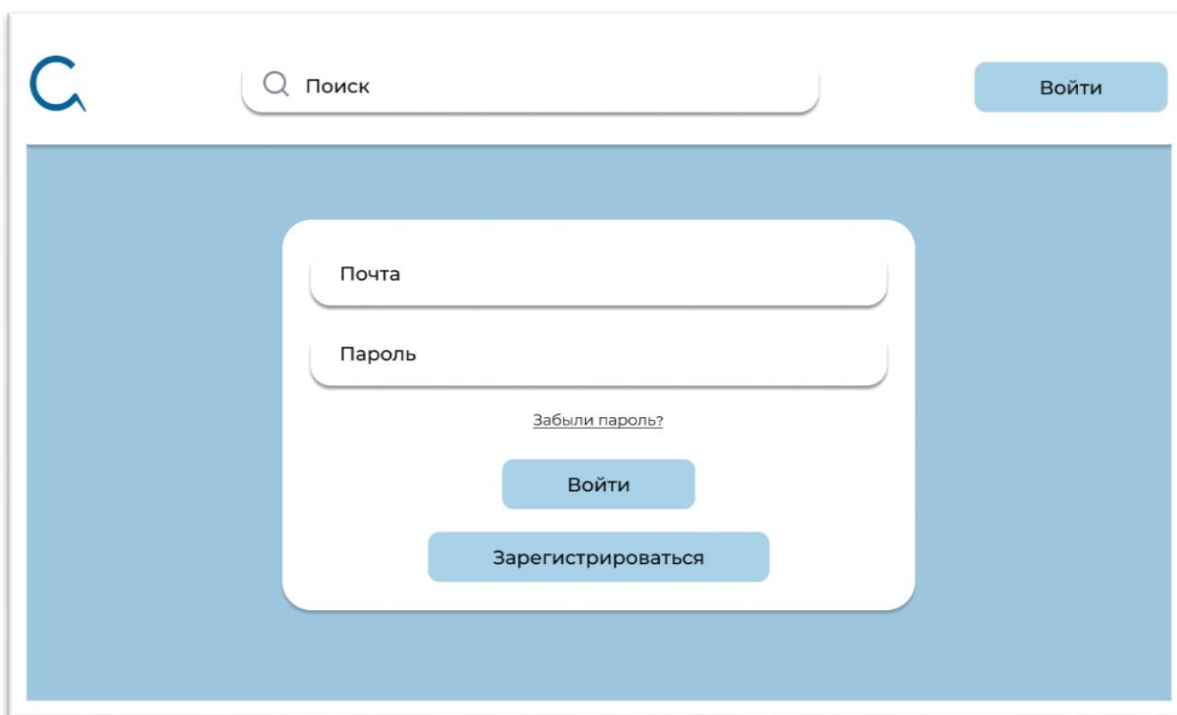 Поиск
Войти
Почта
Пароль
Забыли пароль?
Войти
Зарегистрироваться